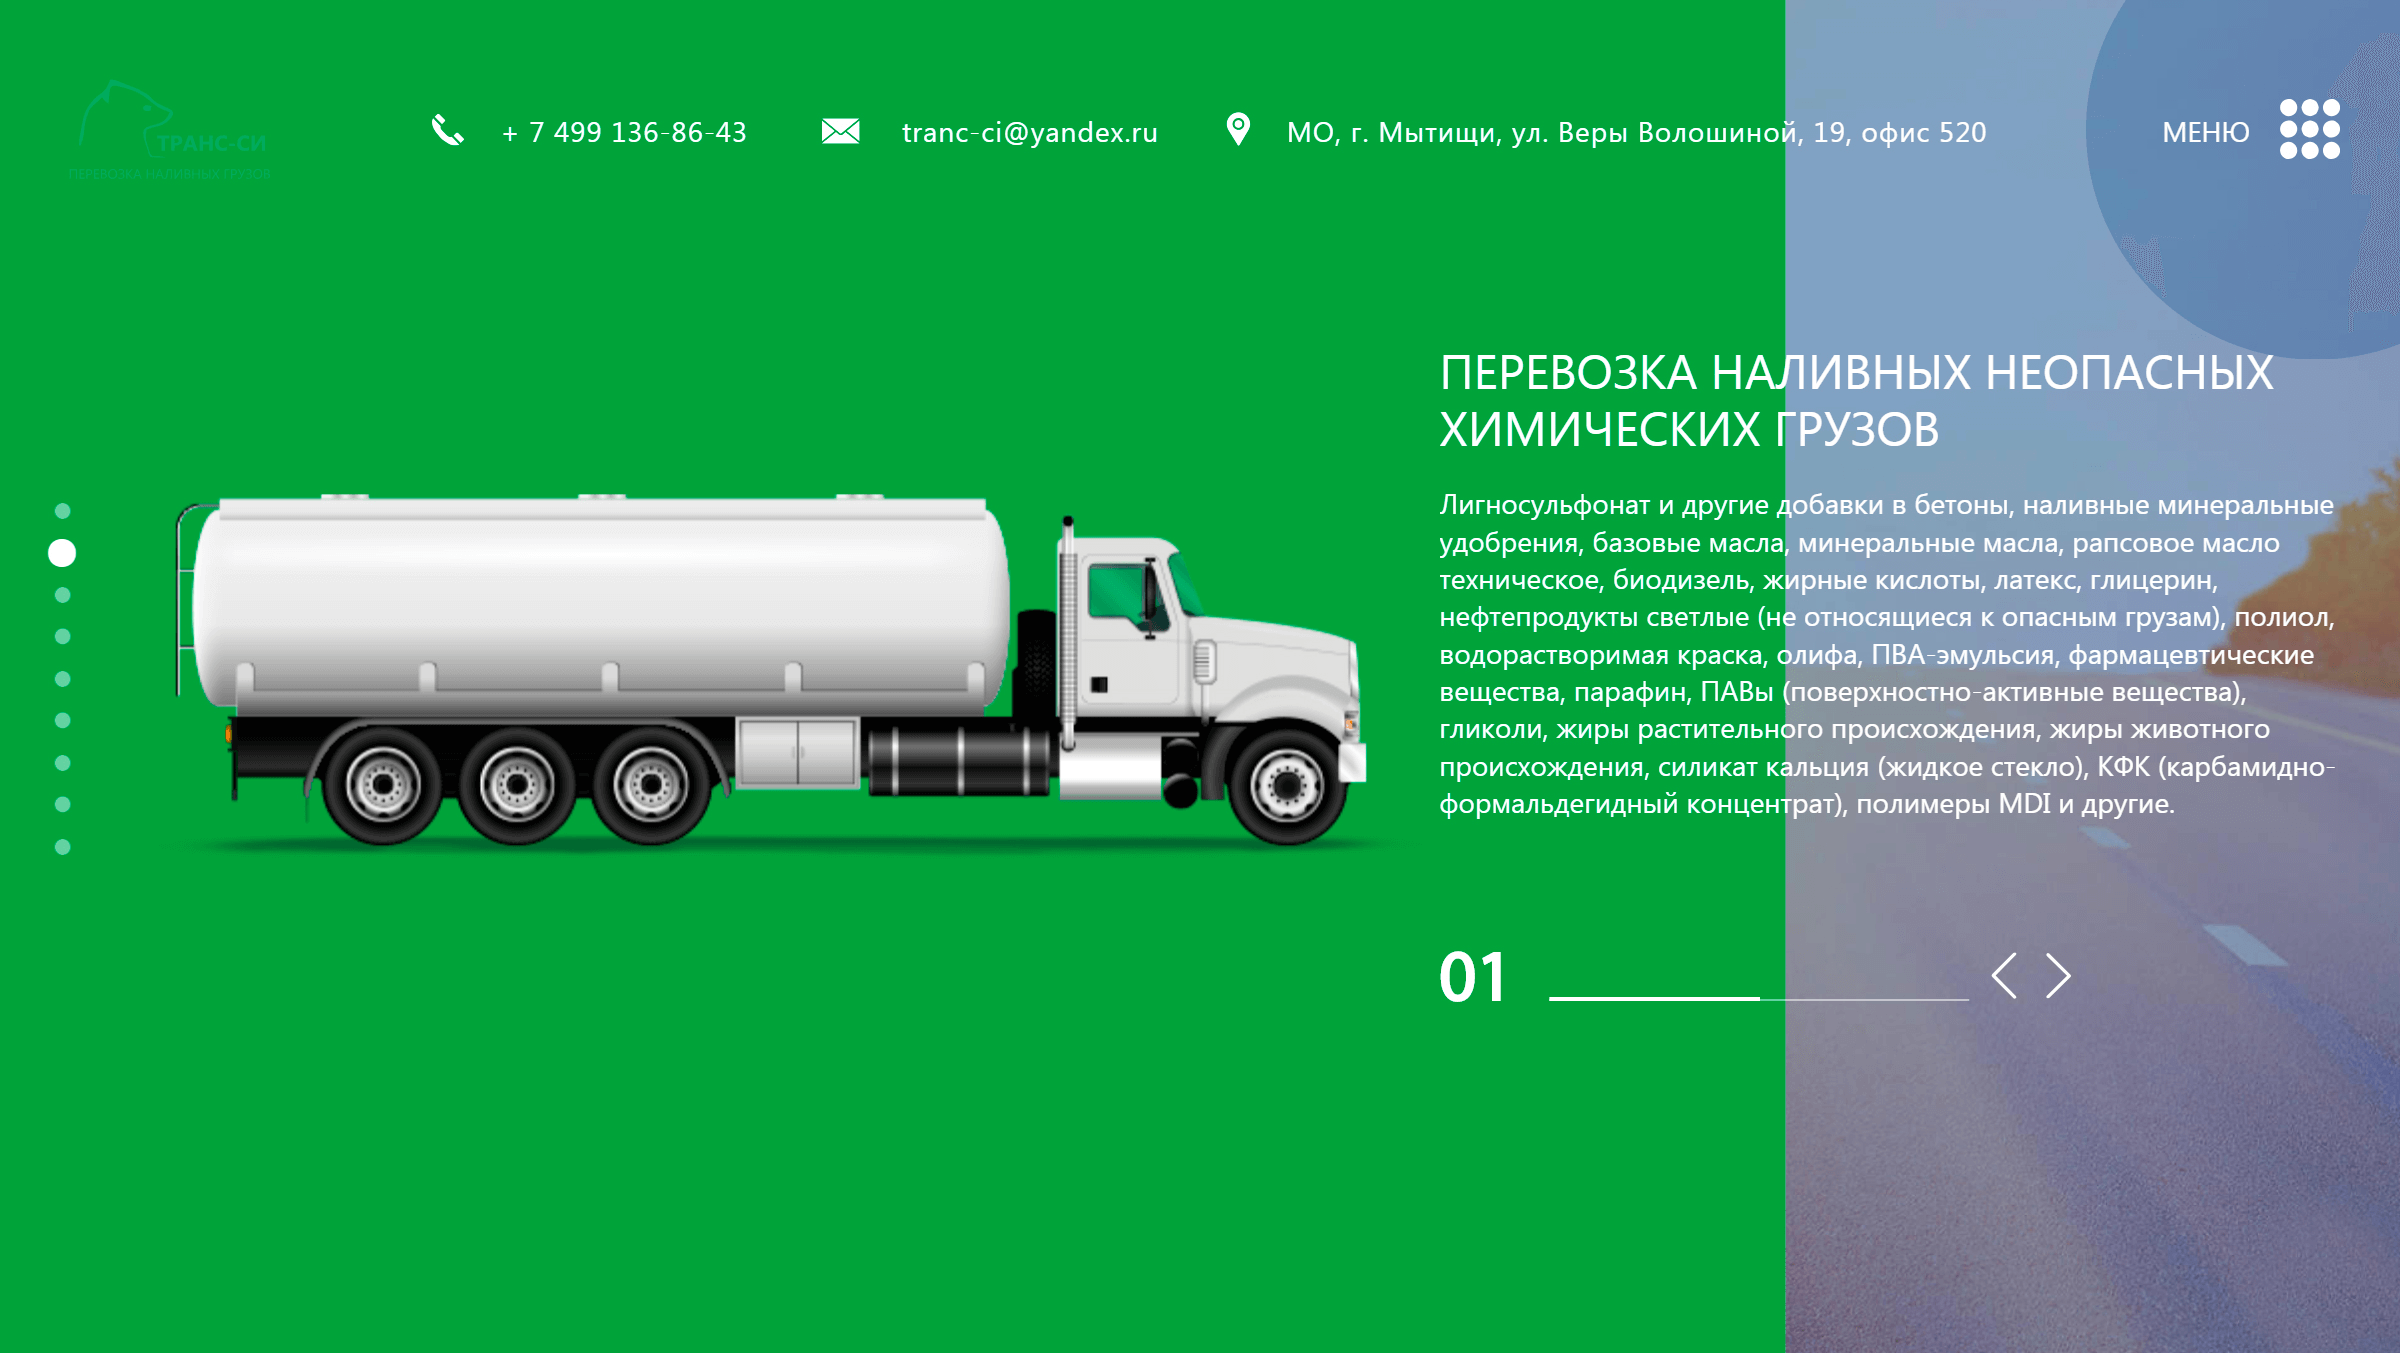 ТРАНС-СИ
ПЕРЕВОЗКА НАЛИВНЫХ ГРУЗОВ
+ 7 499 136-86-43
tranc-ci@yandex.ru
МО, г. Мытищи, ул. Веры Волошиной, 19, офис 520
МЕНЮ
ПЕРЕВОЗКА НАЛИВНЫХ НЕОПАСНЫХ
ХИМИЧЕСКИХ ГРУЗОВ
Лигносульфонат и другие добавки в бетоны, наливные минеральные
удобрения, базовые масла, минеральные масла, рапсовое масло
техническое, биодизель, жирные кислоты, латекс, глицерин,
нефтепродукты светлые (не относящиеся к опасным грузам), полиол,
водорастворимая краска, олифа, ПВА-эмульсия, фармацевтические
вещества, парафин, ПАВы (поверхностно-активные вещества),
гликоли, жиры растительного происхождения, жиры животного
происхождения, силикат кальция (жидкое стекло), КФК (карбамидно-
формальдегидный концентрат), полимеры MDI и другие.
01